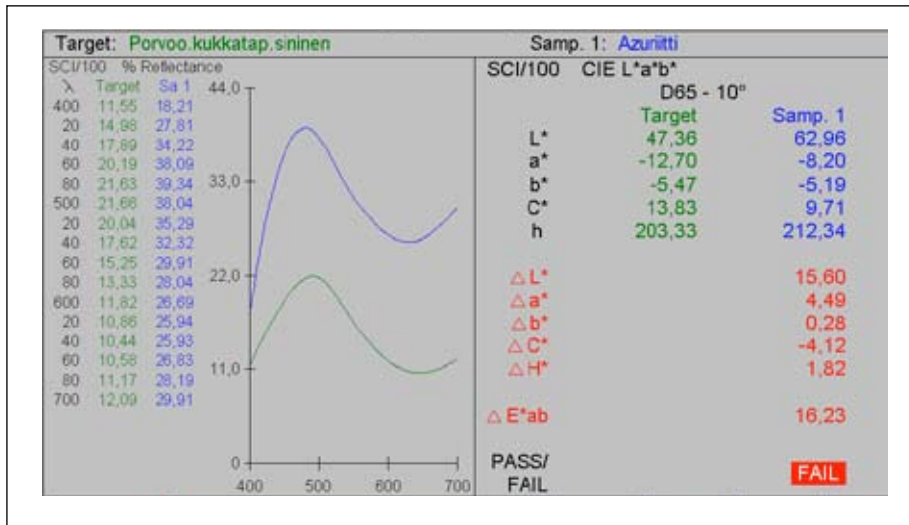 Target: Porvoo.kukkatap.sininen
Samp. 1: Azuriitti
SCI/100 % Reflectance
λ Target Sa 1
400 11,55 18,21
20 14,98 27,81
40 17,89 34,22
60 20,19 38,09
80 21,63 39,34
500 21,66 38,04
20 20,04 35,29
40 17,62 32,32
60 15,25 29,91
80 13,33 28,04
600 11,82 26,69
20 10,86 25,94
40 10,44 25,93
60 10,58 26,83
80 11,17 28,19
700 12,09 29,91
44,0
33,0
22,0
11,0
0
400 500 600 700
SCI/100 CIE L*a*b*
D65 - 10°
Target Samp. 1
L* 47,36 62,96
a* -12,70 -8,20
b* -5,47 -5,19
C* 13,83 9,71
h 203,33 212,34
△ L* 15,60
△ a* 4,49
△ b* 0,28
△ C* -4,12
△ H* 1,82
△ E*ab 16,23
PASS/
FAIL FAIL